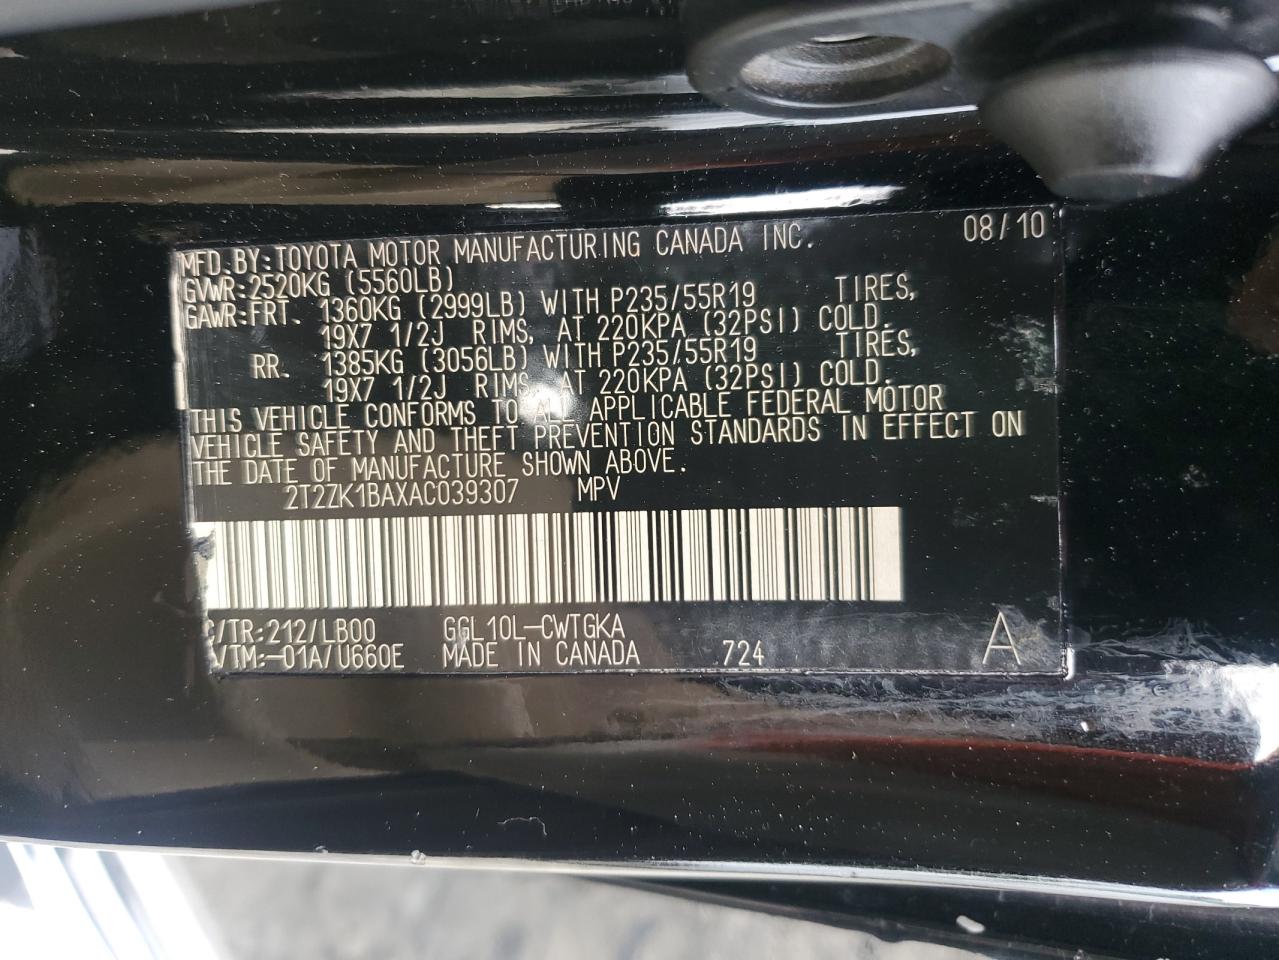 08/10
MFD.BY:TOYOTA MOTOR MANUFACTURING CANADA INC.
GVWR:2520KG (5560LB)
GAWR:FRT. 1360KG (2999LB) WITH P235/55R19 TIRES,
19X7 1/2J RIMS, AT 220KPA (32PSI) COLD.
RR. 1385KG (3056LB) WITH P235/55R19 TIRES,
19X7 1/2J RIMS, AT 220KPA (32PSI) COLD.
THIS VEHICLE CONFORMS TO ALL APPLICABLE FEDERAL MOTOR
VEHICLE SAFETY AND THEFT PREVENTION STANDARDS IN EFFECT ON
THE DATE OF MANUFACTURE SHOWN ABOVE.
2T2ZK1BAXAC039307 MPV
C/TR:212/LB00 GGL10L-CWTGKA
A/TM:-01A/U660E MADE IN CANADA 724 A